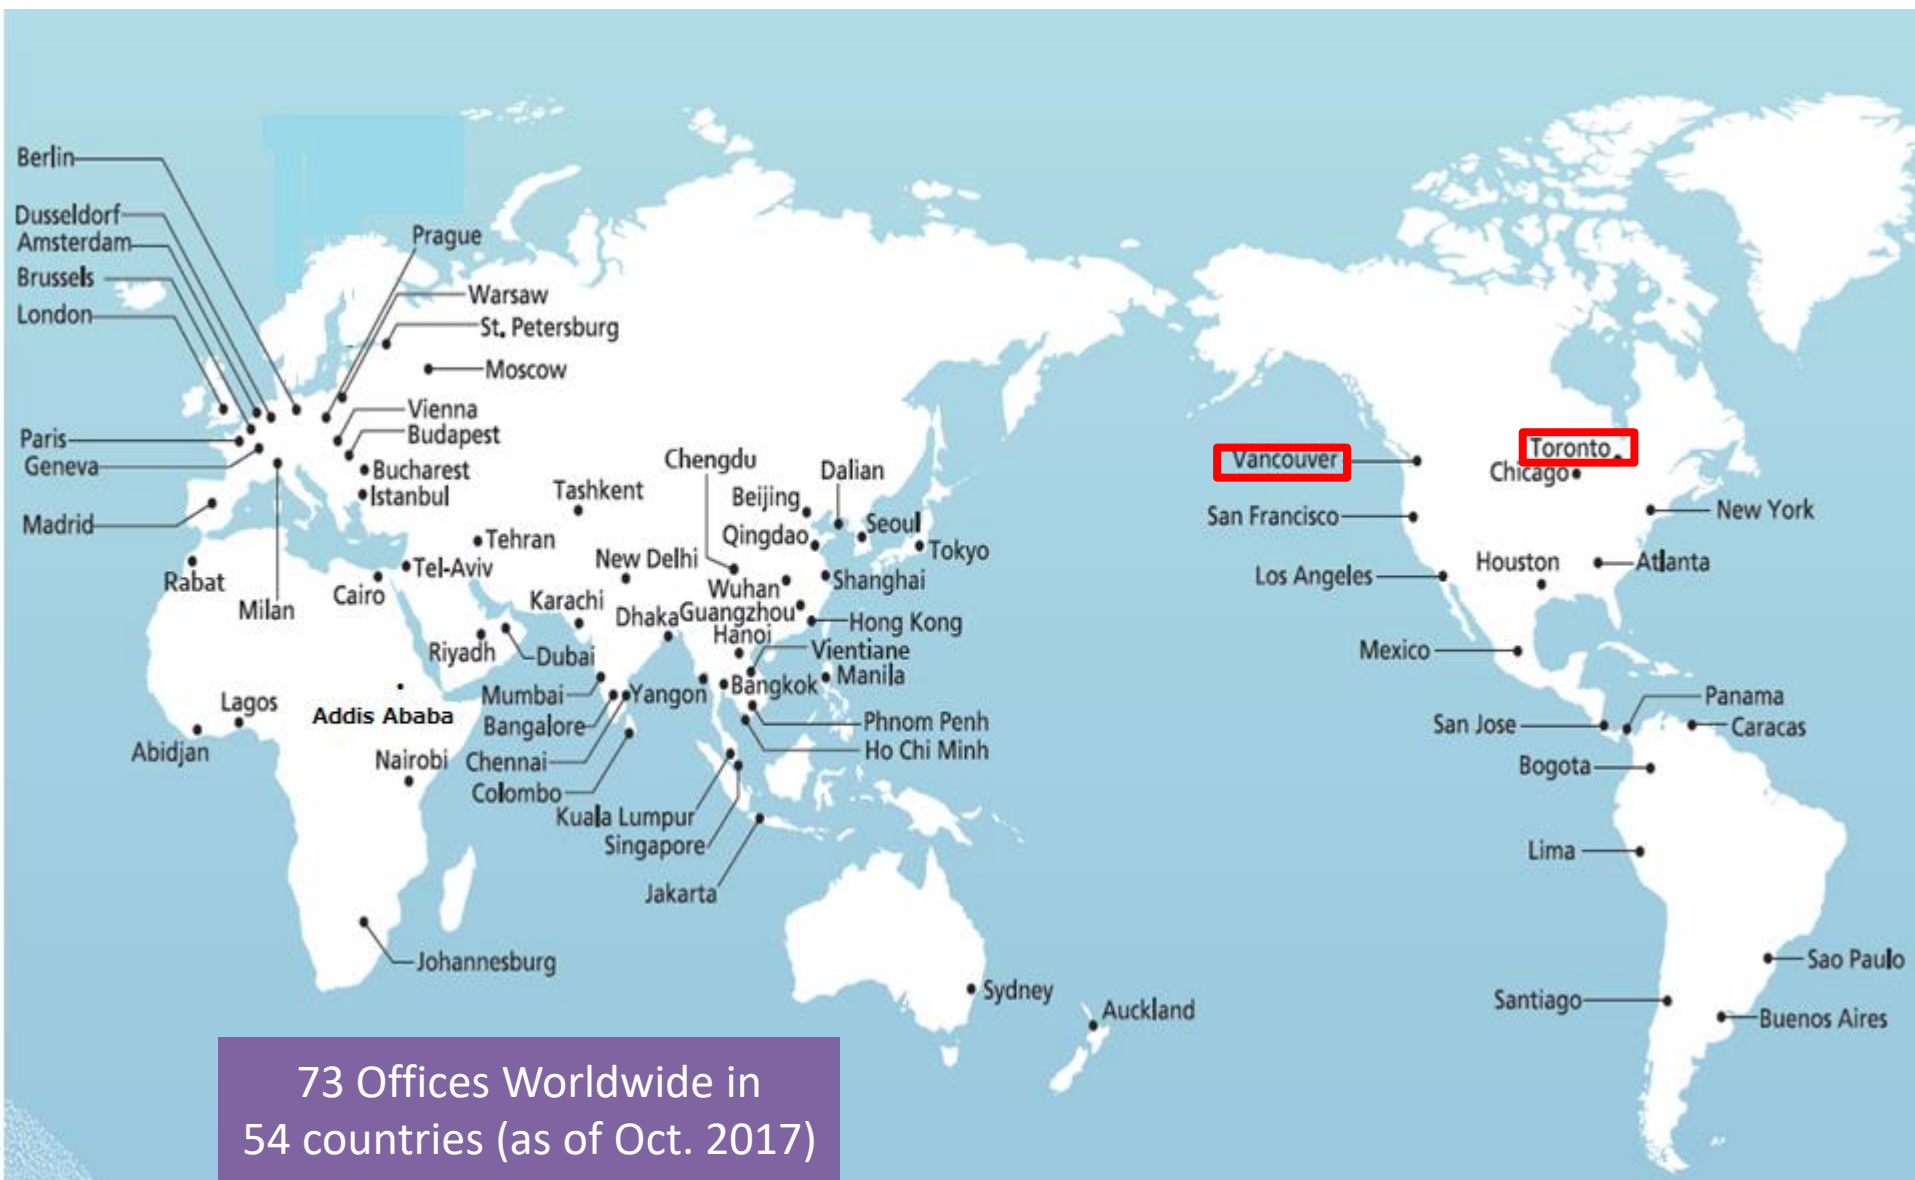 Berlin
Dusseldorf
Amsterdam
Brussels
London
Paris
Geneva
Madrid
Prague
Warsaw
St. Petersburg
Moscow
Vienna
Budapest
Bucharest
Istanbul
Rabat
Milan
Cairo
Tel-Aviv
Tehran
Tashkent
New Delhi
Karachi
Dhaka
Riyadh
Dubai
Mumbai
Bangalore
Chennai
Colombo
Chengdu
Dalian
Beijing
Qingdao
Seoul
Tokyo
Wuhan
Shanghai
Guangzhou
Hong Kong
Hanoi
Vientiane
Manila
Yangon
Bangkok
Phnom Penh
Ho Chi Minh
Kuala Lumpur
Singapore
Jakarta
Lagos
Addis Ababa
Abidjan
Nairobi
Johannesburg
Sydney
Auckland
Vancouver
Toronto
Chicago
San Francisco
New York
Los Angeles
Houston
Atlanta
Mexico
Panama
San Jose
Caracas
Bogota
Lima
Sao Paulo
Santiago
Buenos Aires
73 Offices Worldwide in
54 countries (as of Oct. 2017)